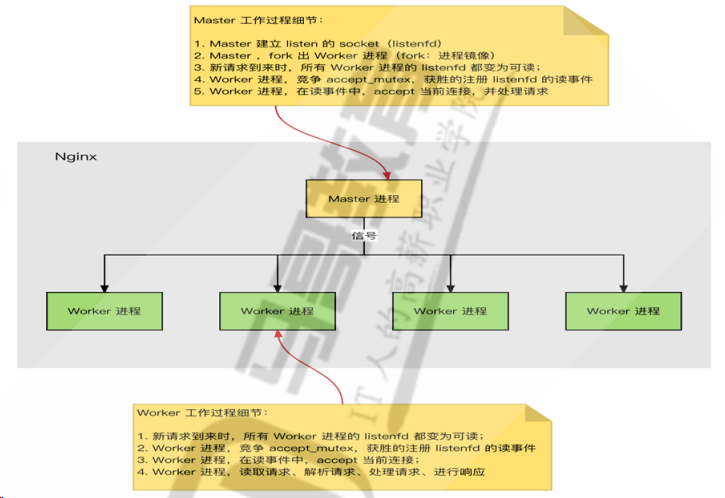 Master 工作过程细节：
1. Master 建立 listen 的 socket（listenfd）
2. Master ，fork 出 Worker 进程（fork：进程镜像）
3. 新请求到来时，所有 Worker 进程的 listenfd 都变为可读；
4. Worker 进程，竞争 accept_mutex，获胜的注册 listenfd 的读事件
5. Worker 进程，在读事件中，accept 当前连接，并处理请求
Nginx
Master 进程
信号
Worker 进程
Worker 进程
Worker 进程
Worker 进程
Worker 工作过程细节：
1. 新请求到来时，所有 Worker 进程的 listenfd 都变为可读；
2. Worker 进程，竞争 accept_mutex，获胜的注册 listenfd 的读事件
3. Worker 进程，在读事件中，accept 当前连接；
4. Worker 进程，读取请求、解析请求、处理请求、进行响应
马哥教育
IT人的高薪职业学院